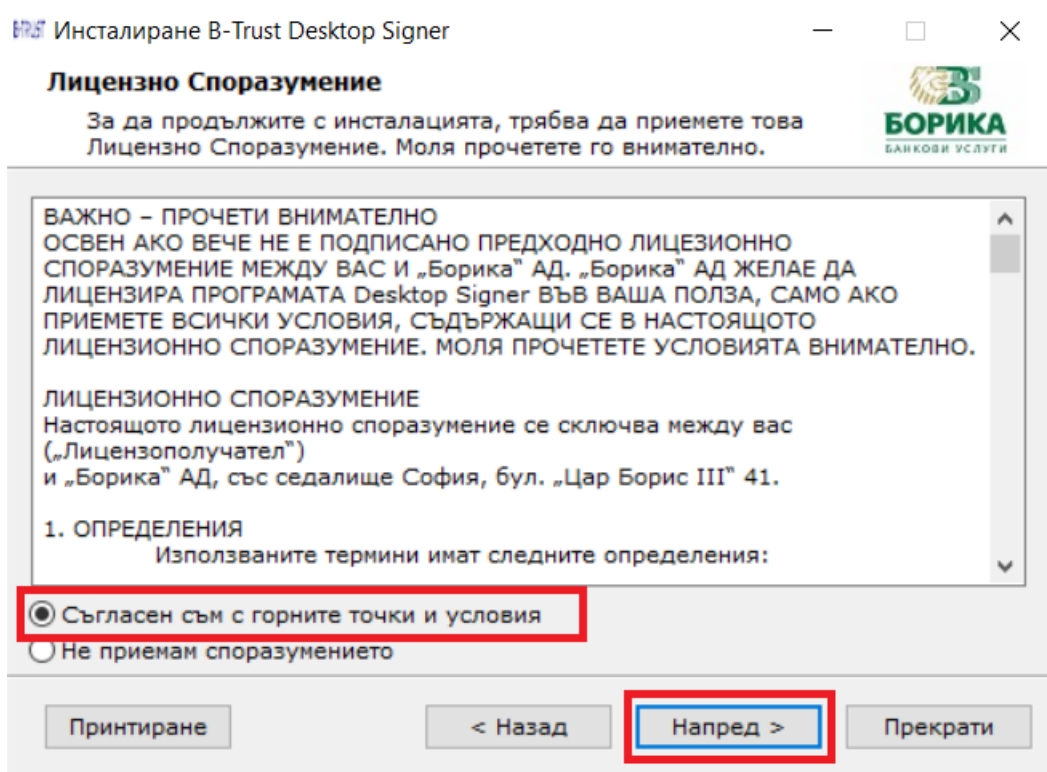 B-TRUST Инсталиране B-Trust Desktop Signer
Лицензно Споразумение
За да продължите с инсталацията, трябва да приемете това
Лицензно Споразумение. Моля прочетете го внимателно.
БОРИКА
БАНКОВИ УСЛУГИ
ВАЖНО – ПРОЧЕТИ ВНИМАТЕЛНО
ОСВЕН АКО ВЕЧЕ НЕ Е ПОДПИСАНО ПРЕДХОДНО ЛИЦЕЗИОННО
СПОРАЗУМЕНИЕ МЕЖДУ ВАС И „Борика“ АД. „Борика“ АД ЖЕЛАЕ ДА
ЛИЦЕНЗИРА ПРОГРАМАТА Desktop Signer ВЪВ ВАША ПОЛЗА, САМО АКО
ПРИЕМЕТЕ ВСИЧКИ УСЛОВИЯ, СЪДЪРЖАЩИ СЕ В НАСТОЯЩОТО
ЛИЦЕНЗИОННО СПОРАЗУМЕНИЕ. МОЛЯ ПРОЧЕТЕТЕ УСЛОВИЯТА ВНИМАТЕЛНО.
ЛИЦЕНЗИОННО СПОРАЗУМЕНИЕ
Настоящото лицензионно споразумение се сключва между вас
(„Лицензополучател“)
и „Борика“ АД, със седалище София, бул. „Цар Борис III“ 41.
1. ОПРЕДЕЛЕНИЯ
Използваните термини имат следните определения:
Съгласен съм с горните точки и условия
Не приемам споразумението
Принтиране
< Назад
Напред >
Прекрати